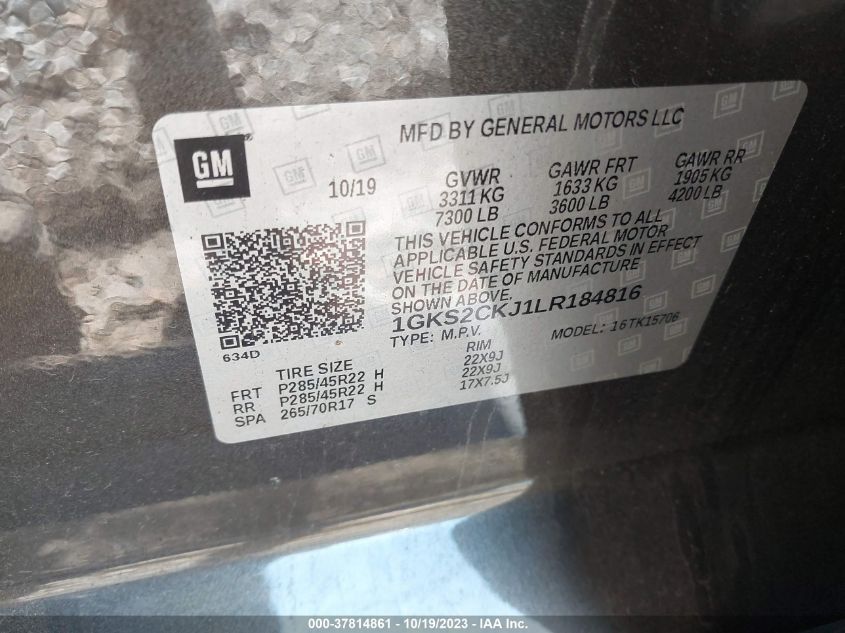 GM
MFD BY GENERAL MOTORS LLC
10/19
GVWR GAWR FRT GAWR RR
3311 KG 1633 KG 1905 KG
7300 LB 3600 LB 4200 LB
THIS VEHICLE CONFORMS TO ALL
APPLICABLE U.S. FEDERAL MOTOR
VEHICLE SAFETY STANDARDS IN EFFECT
ON THE DATE OF MANUFACTURE
SHOWN ABOVE.
1GKS2CKJ1LR184816
TYPE: M.P.V. MODEL: 16TK15706
634D
TIRE SIZE RIM
FRT P285/45R22 H 22X9J
RR P285/45R22 H 22X9J
SPA 265/70R17 S 17X7.5J
000-37814861 - 10/19/2023 - IAA Inc.